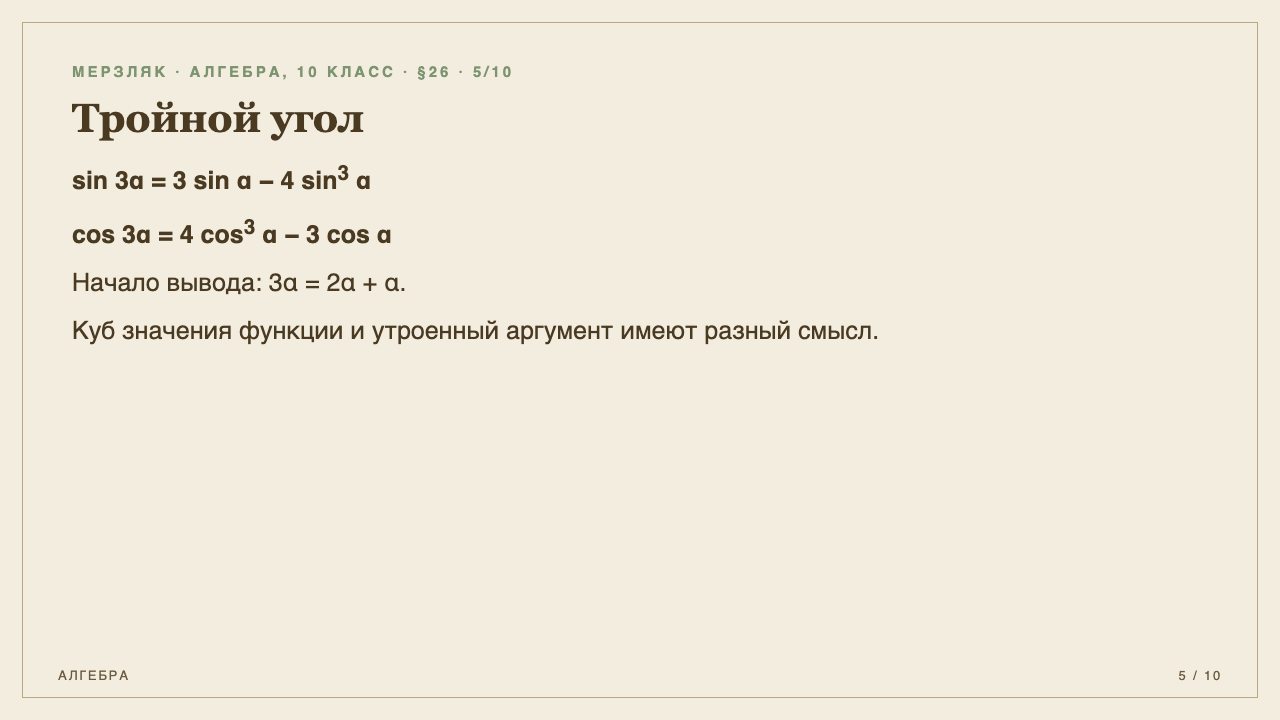 МЕРЗЛЯК · АЛГЕБРА, 10 КЛАСС · §26 · 5/10
Тройной угол
sin 3α = 3 sin α − 4 sin³ α
cos 3α = 4 cos³ α − 3 cos α
Начало вывода: 3α = 2α + α.
Куб значения функции и утроенный аргумент имеют разный смысл.
АЛГЕБРА
5 / 10